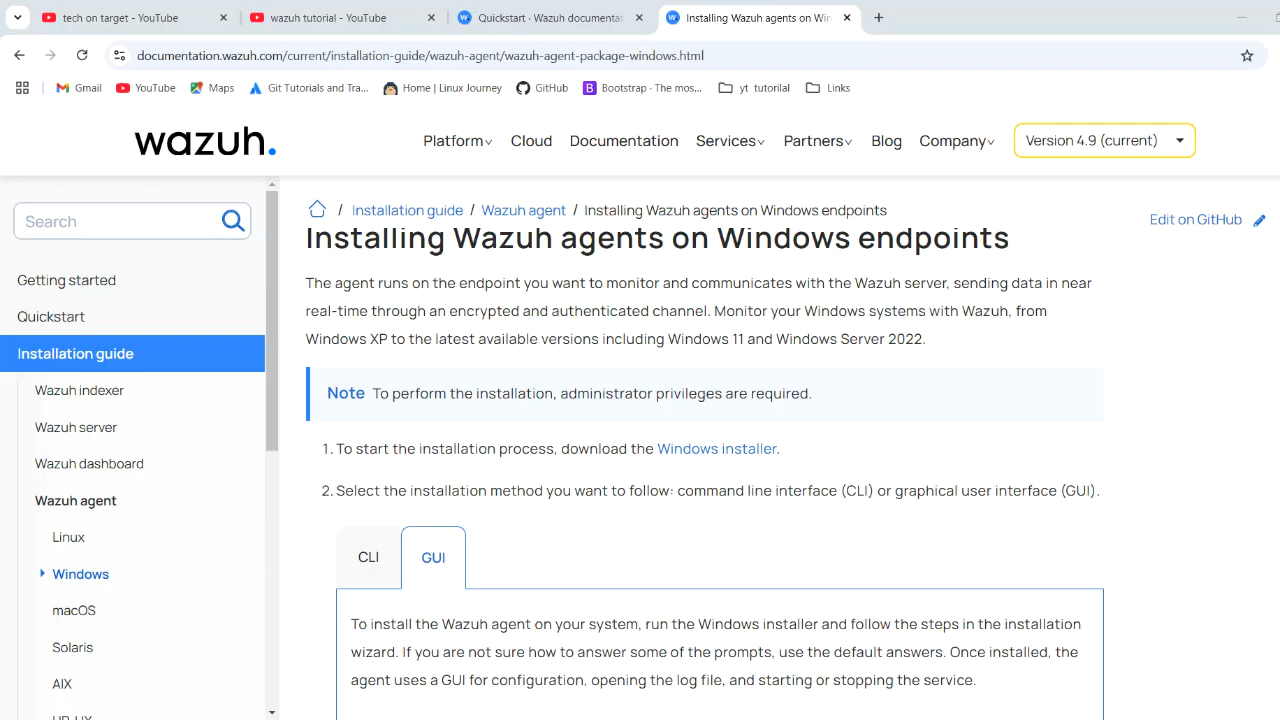 tech on target - YouTube
wazuh tutorial - YouTube
Quickstart · Wazuh documentat
Installing Wazuh agents on Win
documentation.wazuh.com/current/installation-guide/wazuh-agent/wazuh-agent-package-windows.html
Gmail
YouTube
Maps
Git Tutorials and Tra...
Home | Linux Journey
GitHub
Bootstrap · The mos...
yt tutorilal
Links
wazuh.
Platform
Cloud
Documentation
Services
Partners
Blog
Company
Version 4.9 (current)
Search
Getting started
Quickstart
Installation guide
Wazuh indexer
Wazuh server
Wazuh dashboard
Wazuh agent
Linux
Windows
macOS
Solaris
AIX
HP-UX
/ Installation guide / Wazuh agent / Installing Wazuh agents on Windows endpoints
Edit on GitHub
Installing Wazuh agents on Windows endpoints
The agent runs on the endpoint you want to monitor and communicates with the Wazuh server, sending data in near
real-time through an encrypted and authenticated channel. Monitor your Windows systems with Wazuh, from
Windows XP to the latest available versions including Windows 11 and Windows Server 2022.
Note To perform the installation, administrator privileges are required.
1. To start the installation process, download the Windows installer.
2. Select the installation method you want to follow: command line interface (CLI) or graphical user interface (GUI).
CLI
GUI
To install the Wazuh agent on your system, run the Windows installer and follow the steps in the installation
wizard. If you are not sure how to answer some of the prompts, use the default answers. Once installed, the
agent uses a GUI for configuration, opening the log file, and starting or stopping the service.